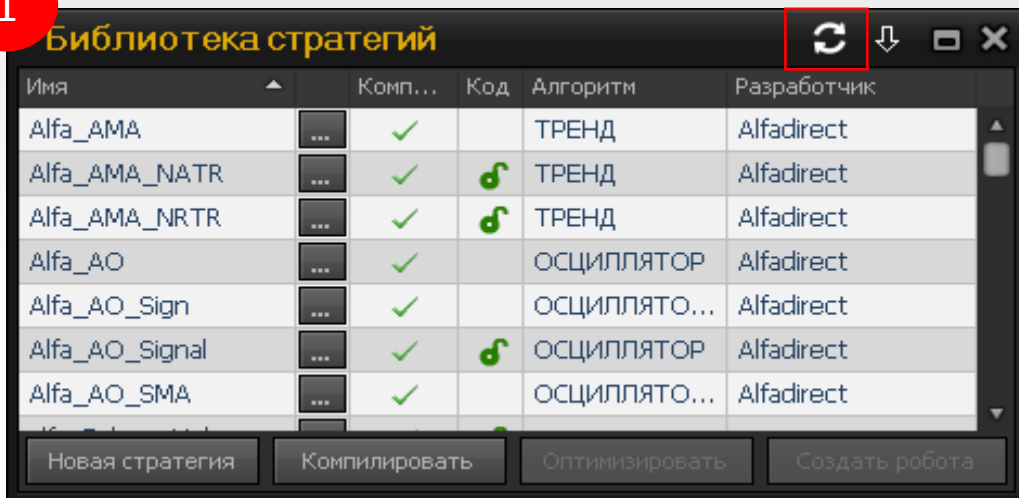 1
Библиотека стратегий
Имя Комп... Код Алгоритм Разработчик
Alfa_AMA ... ТРЕНД Alfadirect
Alfa_AMA_NATR ... ТРЕНД Alfadirect
Alfa_AMA_NRTR ... ТРЕНД Alfadirect
Alfa_AO ... ОСЦИЛЛЯТОР Alfadirect
Alfa_AO_Sign ... ОСЦИЛЛЯТО... Alfadirect
Alfa_AO_Signal ... ОСЦИЛЛЯТОР Alfadirect
Alfa_AO_SMA ... ОСЦИЛЛЯТО... Alfadirect
Новая стратегия Компилировать Оптимизировать Создать робота